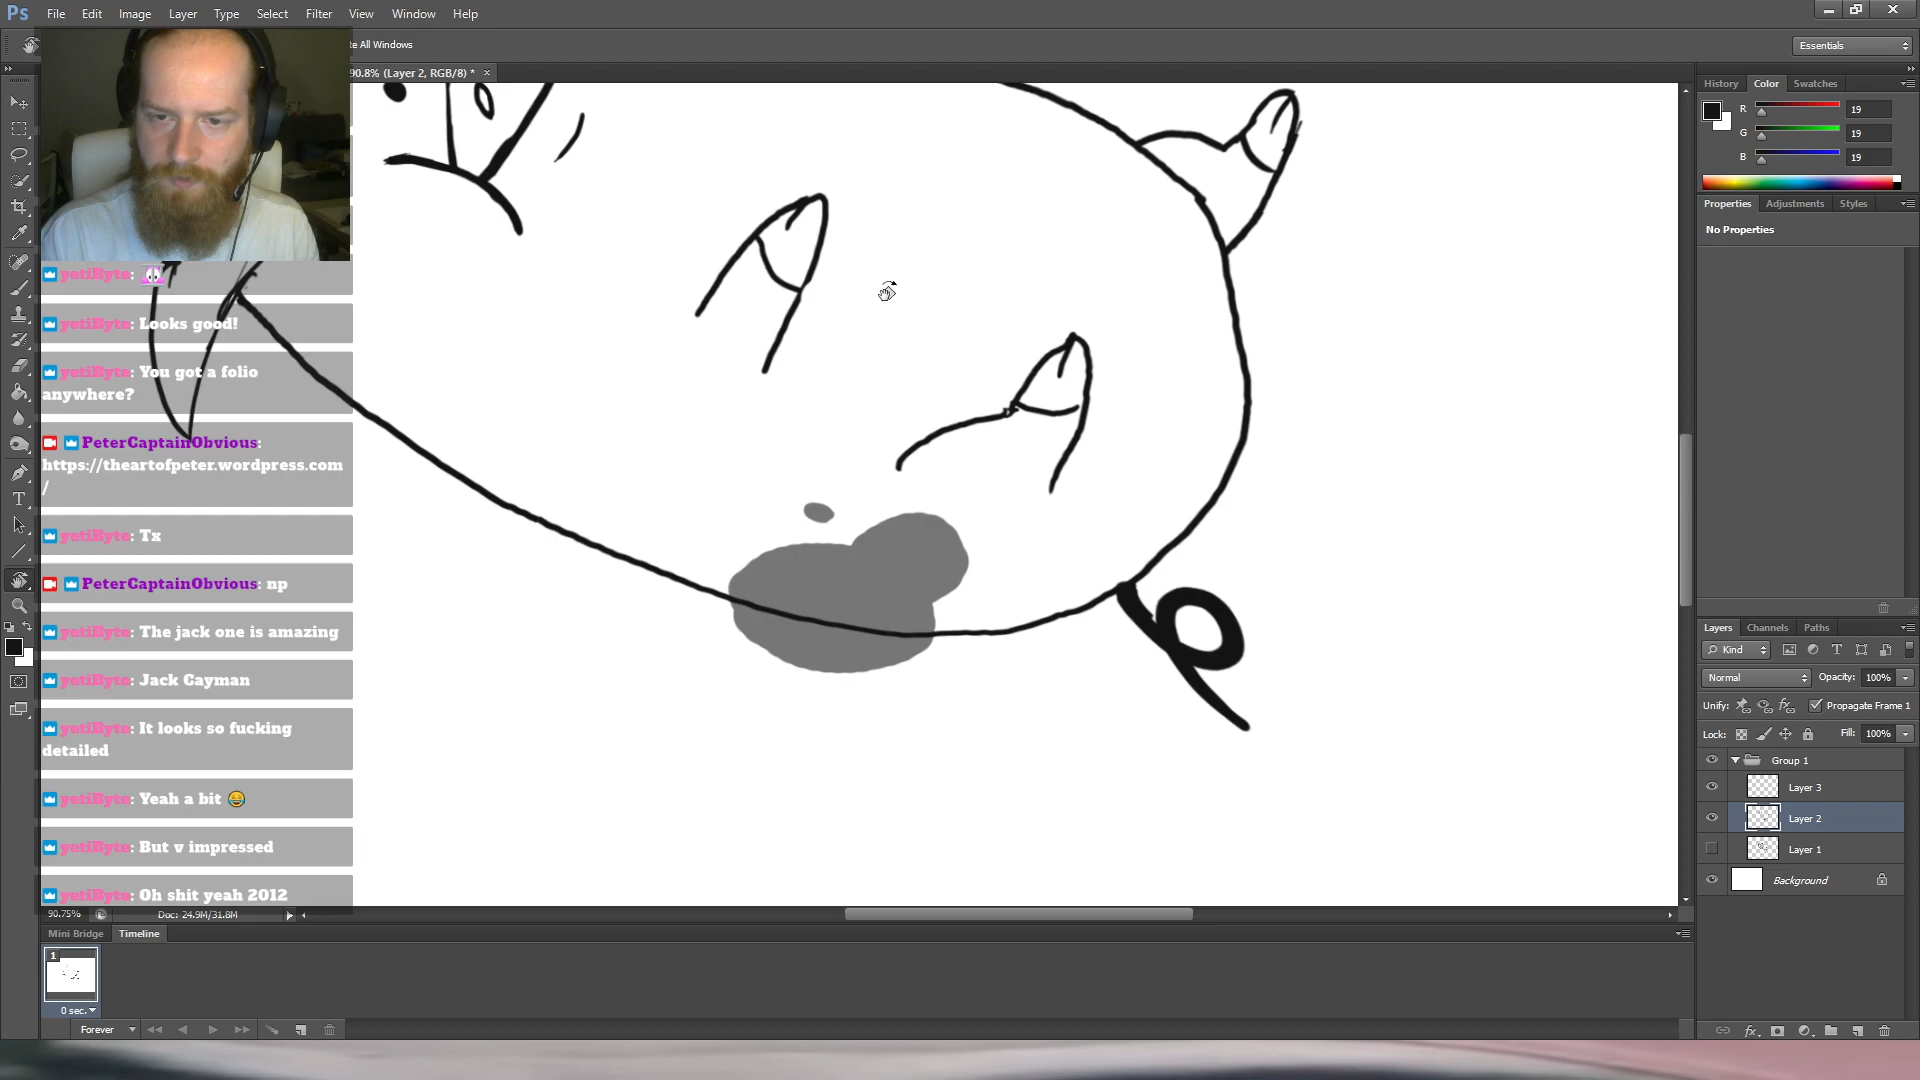 Ps File Edit Image Layer Type Select Filter View Window Help
te All Windows
Essentials
90.8% (Layer 2, RGB/8) * ×
History Color Swatches
R 19
G 19
B 19
Properties Adjustments Styles
No Properties
yetiByte:
yetiByte: Looks good!
yetiByte: You got a folio
anywhere?
PeterCaptainObvious:
https://theartofpeter.wordpress.com
/
yetiByte: Tx
PeterCaptainObvious: np
yetiByte: The jack one is amazing
yetiByte: Jack Cayman
yetiByte: It looks so fucking
detailed
yetiByte: Yeah a bit 😂
yetiByte: But v impressed
yetiByte: Oh shit yeah 2012
Layers Channels Paths
Kind
Normal Opacity: 100%
Unify: Propagate Frame 1
Lock: Fill: 100%
Group 1
Layer 3
Layer 2
Layer 1
Background
90.75% Doc: 24.9M/31.8M
Mini Bridge Timeline
1
0 sec.
Forever